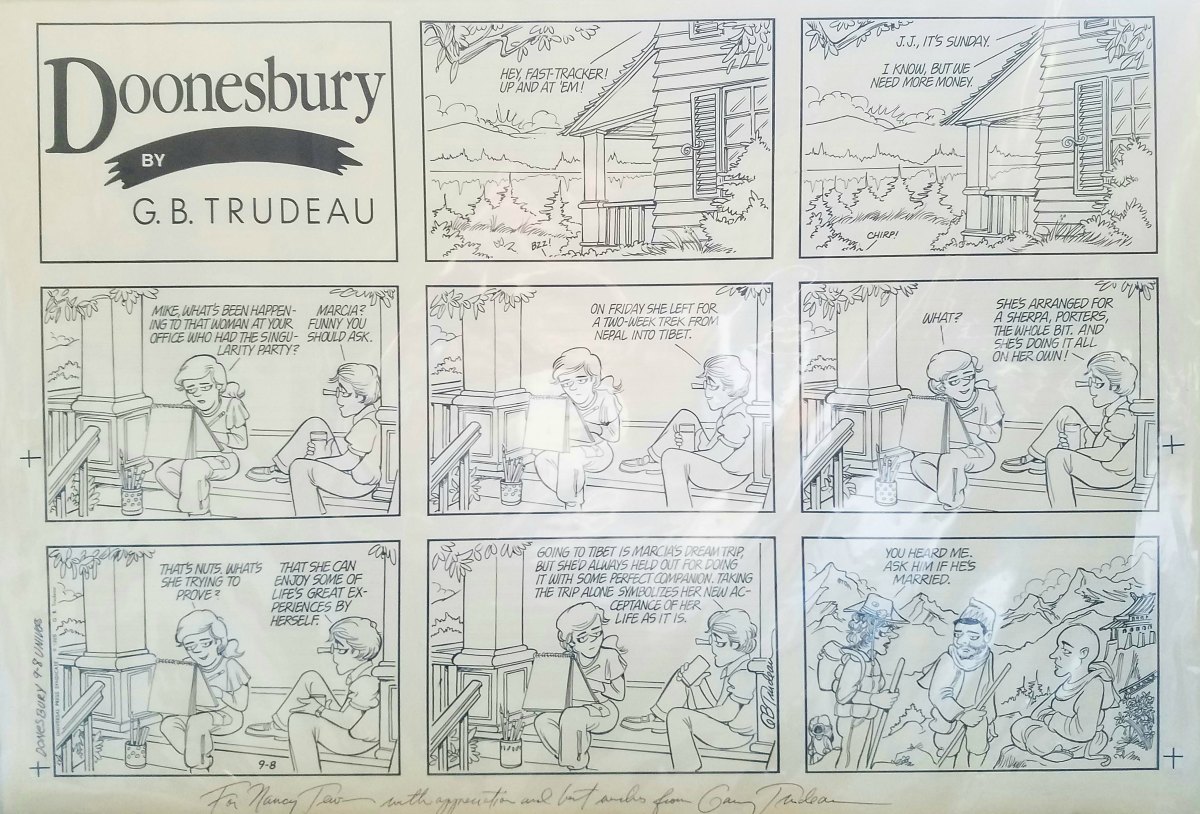 Doonesbury
BY
G. B. TRUDEAU
HEY, FAST-TRACKER!
UP AND AT 'EM!
BZZ!
J.J., IT'S SUNDAY.
I KNOW, BUT WE
NEED MORE MONEY.
CHIRP!
MIKE, WHAT'S BEEN HAPPEN-
ING TO THAT WOMAN AT YOUR
OFFICE WHO HAD THE SINGU-
LARITY PARTY?
MARCIA?
FUNNY YOU
SHOULD ASK.
ON FRIDAY SHE LEFT FOR
A TWO-WEEK TREK FROM
NEPAL INTO TIBET.
WHAT?
SHE'S ARRANGED FOR
A SHERPA, PORTERS,
THE WHOLE BIT. AND
SHE'S DOING IT ALL
ON HER OWN!
THAT'S NUTS. WHAT'S
SHE TRYING TO
PROVE?
THAT SHE CAN
ENJOY SOME OF
LIFE'S GREAT EX-
PERIENCES BY
HERSELF.
9-8
GOING TO TIBET IS MARCIA'S DREAM TRIP,
BUT SHE'D ALWAYS HELD OUT FOR DOING
IT WITH SOME PERFECT COMPANION. TAKING
THE TRIP ALONE SYMBOLIZES HER NEW AC-
CEPTANCE OF HER
LIFE AS IT IS.
GBTrudeau
YOU HEARD ME.
ASK HIM IF HE'S
MARRIED.
DOONESBURY 9-8
For Nancy with appreciation and best wishes from Garry Trudeau